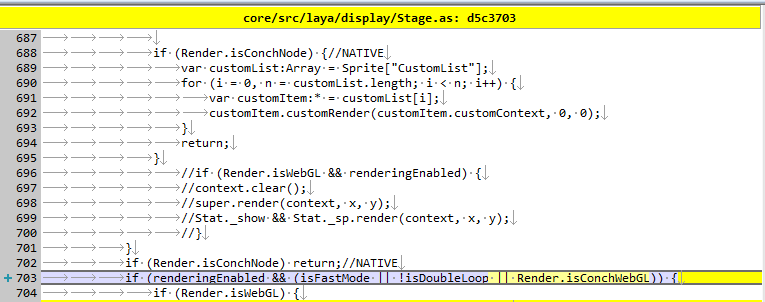 core/src/laya/display/Stage.as: d5c3703
687
688 if (Render.isConchNode) {//NATIVE
689 var customList:Array = Sprite["CustomList"];
690 for (i = 0, n = customList.length; i < n; i++) {
691 var customItem:* = customList[i];
692 customItem.customRender(customItem.customContext, 0, 0);
693 }
694 return;
695 }
696 //if (Render.isWebGL && renderingEnabled) {
697 //context.clear();
698 //super.render(context, x, y);
699 //Stat._show && Stat._sp.render(context, x, y);
700 //}
701 }
702 if (Render.isConchNode) return;//NATIVE
+ 703 if (renderingEnabled && (isFastMode || !isDoubleLoop || Render.isConchWebGL)) {
704 if (Render.isWebGL) {